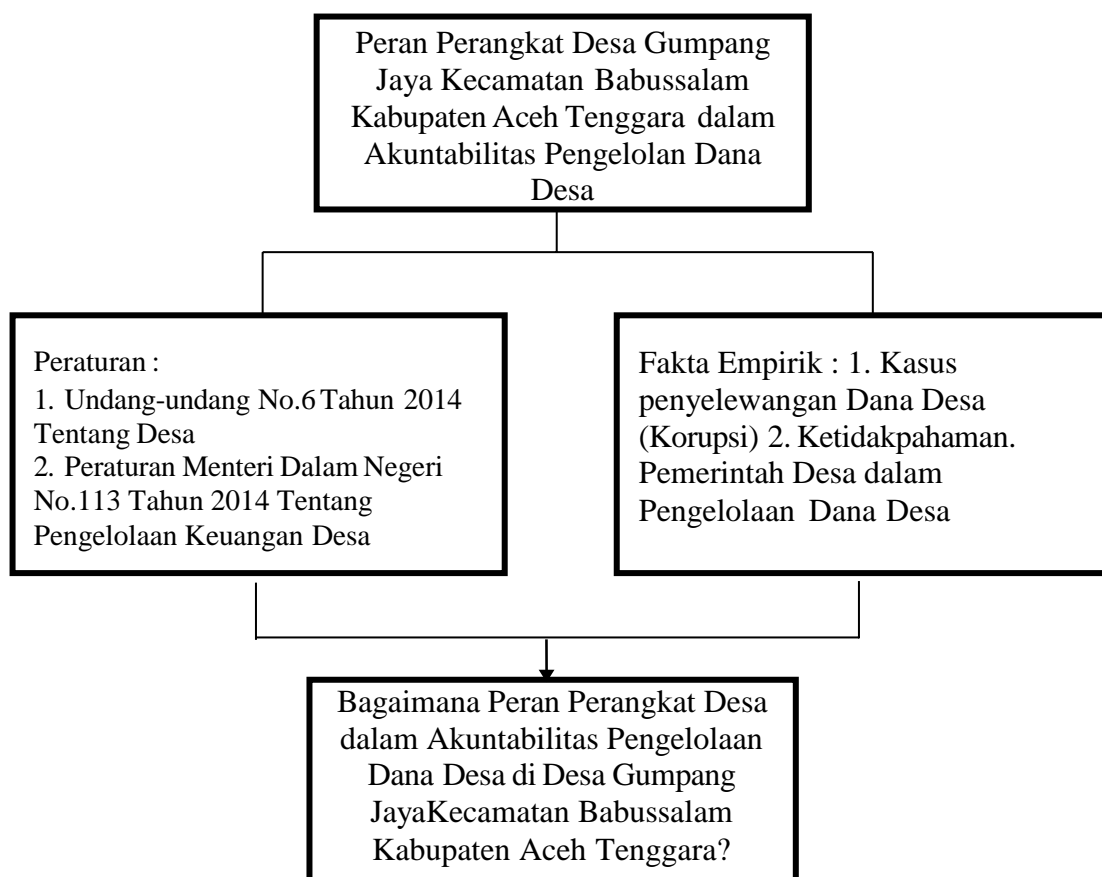 Peran Perangkat Desa Gumpang
Jaya Kecamatan Babussalam
Kabupaten Aceh Tenggara dalam
Akuntabilitas Pengelolan Dana
Desa
Peraturan :
1. Undang-undang No.6 Tahun 2014
Tentang Desa
2. Peraturan Menteri Dalam Negeri
No.113 Tahun 2014 Tentang
Pengelolaan Keuangan Desa
Fakta Empirik : 1. Kasus
penyelewangan Dana Desa
(Korupsi) 2. Ketidakpahaman.
Pemerintah Desa dalam
Pengelolaan Dana Desa
Bagaimana Peran Perangkat Desa
dalam Akuntabilitas Pengelolaan
Dana Desa di Desa Gumpang
JayaKecamatan Babussalam
Kabupaten Aceh Tenggara?